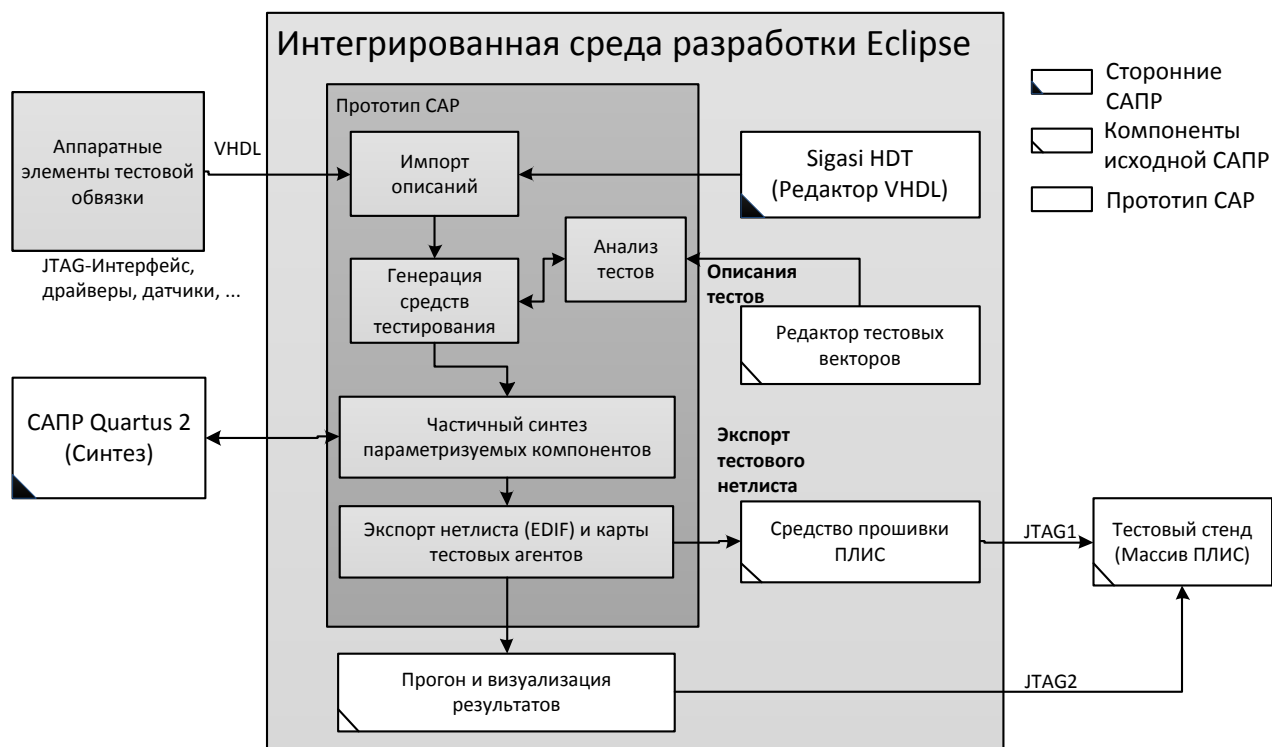 Интегрированная среда разработки Eclipse
Прототип САР
Аппаратные
элементы тестовой
обвязки
VHDL
JTAG-Интерфейс,
драйверы, датчики, ...
Импорт
описаний
Sigasi HDT
(Редактор VHDL)
Сторонние
САПР
Компоненты
исходной САПР
Прототип САР
Анализ
тестов
Генерация
средств
тестирования
Описания
тестов
Редактор тестовых
векторов
САПР Quartus 2
(Синтез)
Частичный синтез
параметризуемых компонентов
Экспорт
тестового
нетлиста
Экспорт нетлиста (EDIF) и карты
тестовых агентов
Средство прошивки
ПЛИС
JTAG1
Тестовый стенд
(Массив ПЛИС)
Прогон и визуализация
результатов
JTAG2